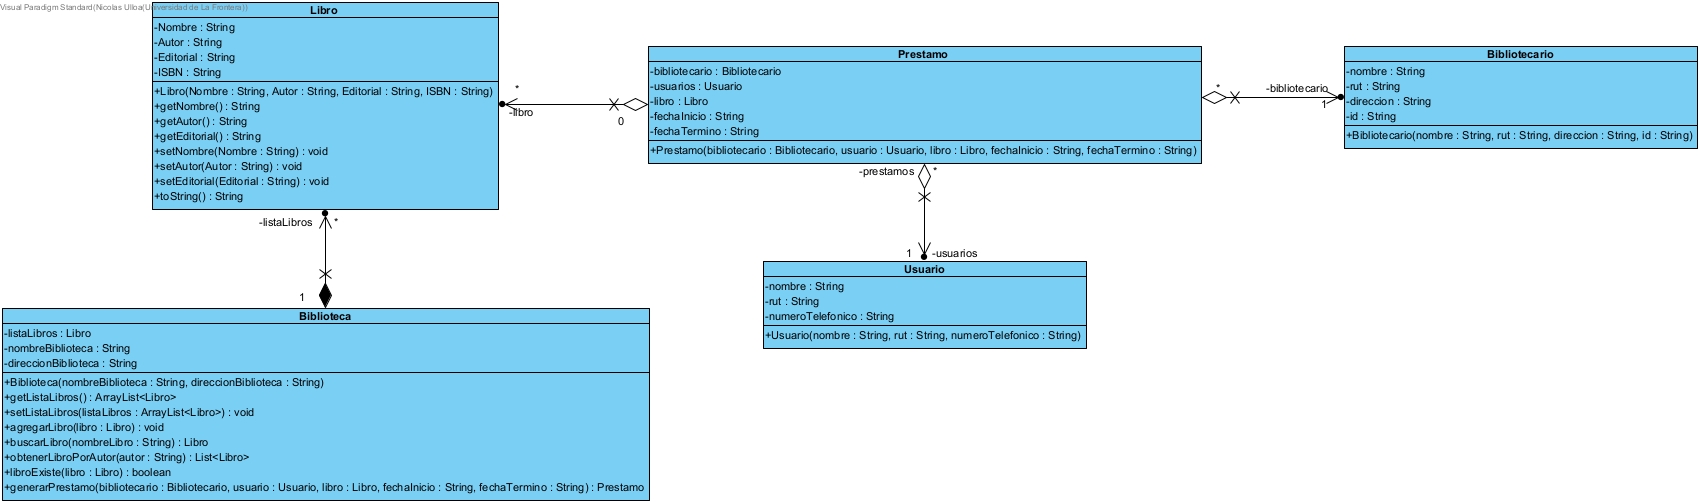 Visual Paradigm Standard(Nicolas Ulloa(Universidad de La Frontera))
Libro
-Nombre : String
-Autor : String
-Editorial : String
-ISBN : String
+Libro(Nombre : String, Autor : String, Editorial : String, ISBN : String)
+getNombre() : String
+getAutor() : String
+getEditorial() : String
+setNombre(Nombre : String) : void
+setAutor(Autor : String) : void
+setEditorial(Editorial : String) : void
+toString() : String
*
-libro
0
Prestamo
-bibliotecario : Bibliotecario
-usuarios : Usuario
-libro : Libro
-fechaInicio : String
-fechaTermino : String
+Prestamo(bibliotecario : Bibliotecario, usuario : Usuario, libro : Libro, fechaInicio : String, fechaTermino : String)
*
-bibliotecario
1
Bibliotecario
-nombre : String
-rut : String
-direccion : String
-id : String
+Bibliotecario(nombre : String, rut : String, direccion : String, id : String)
-prestamos
*
1
-usuarios
Usuario
-nombre : String
-rut : String
-numeroTelefonico : String
+Usuario(nombre : String, rut : String, numeroTelefonico : String)
-listaLibros
*
1
Biblioteca
-listaLibros : Libro
-nombreBiblioteca : String
-direccionBiblioteca : String
+Biblioteca(nombreBiblioteca : String, direccionBiblioteca : String)
+getListaLibros() : ArrayList<Libro>
+setListaLibros(listaLibros : ArrayList<Libro>) : void
+agregarLibro(libro : Libro) : void
+buscarLibro(nombreLibro : String) : Libro
+obtenerLibroPorAutor(autor : String) : List<Libro>
+libroExiste(libro : Libro) : boolean
+generarPrestamo(bibliotecario : Bibliotecario, usuario : Usuario, libro : Libro, fechaInicio : String, fechaTermino : String) : Prestamo